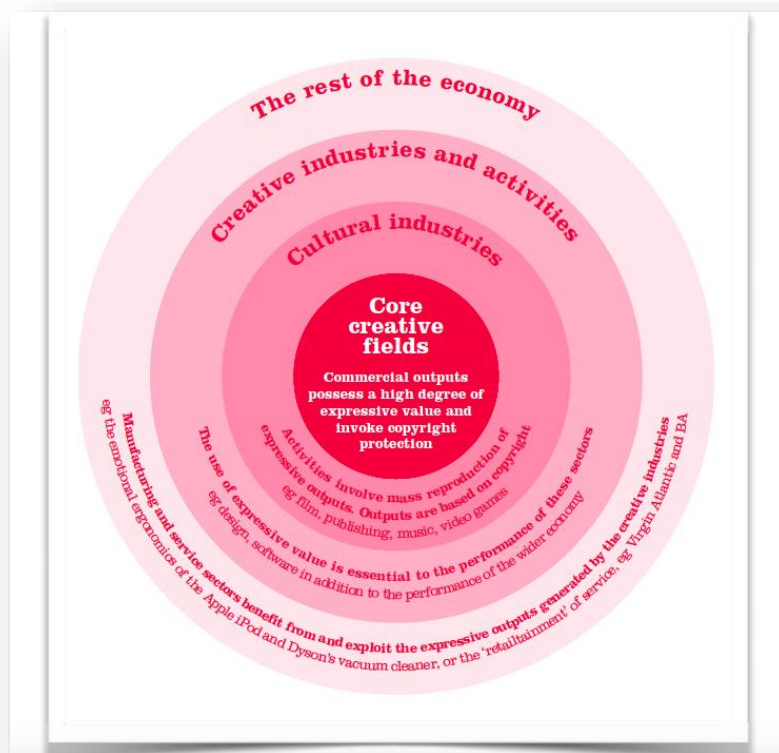 The rest of the economy
Creative industries and activities
Cultural industries
Core
creative
fields
Commercial outputs
possess a high degree of
expressive value and
invoke copyright
protection
Activities involve mass reproduction of
expressive outputs. Outputs are based on copyright
eg film, publishing, music, video games
The use of expressive value is essential to the performance of these sectors
eg design, software in addition to the performance of the wider economy
Manufacturing and service sectors benefit from and exploit the expressive outputs generated by the creative industries
eg the emotional ergonomics of the Apple iPod and Dyson's vacuum cleaner, or the ‘retailtainment’ of service, eg Virgin Atlantic and BA